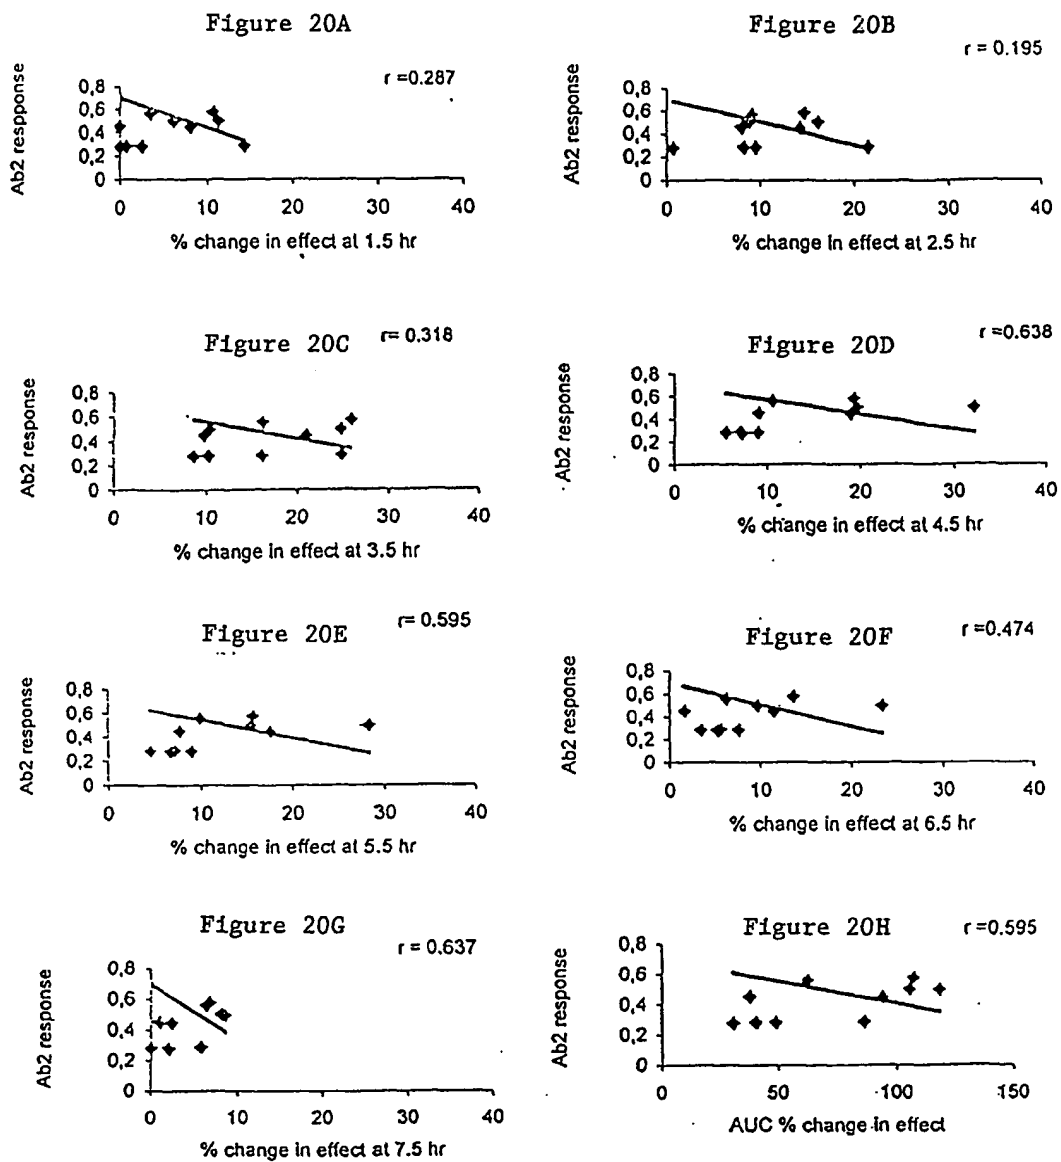 Figure 20A
r =0.287
Ab2 respponse
0,8
0,6
0,4
0,2
0
0 10 20 30 40
% change in effect at 1.5 hr
Figure 20B
r = 0.195
Ab2 response
0,8
0,6
0,4
0,2
0
0 10 20 30 40
% change in effect at 2.5 hr
Figure 20C
r= 0.318
Ab2 response
0,8
0,6
0,4
0,2
0
0 10 20 30 40
% change in effect at 3.5 hr
Figure 20D
r =0.638
Ab2 response
0,8
0,6
0,4
0,2
0
0 10 20 30 40
% change in effect at 4.5 hr
Figure 20E
r= 0.595
Ab2 response
0,8
0,6
0,4
0,2
0
0 10 20 30 40
% change in effect at 5.5 hr
Figure 20F
r =0.474
Ab2 response
0,8
0,6
0,4
0,2
0
0 10 20 30 40
% change in effect at 6.5 hr
Figure 20G
r = 0.637
Ab2 response
0,8
0,6
0,4
0,2
0
0 10 20 30 40
% change in effect at 7.5 hr
Figure 20H
r =0.595
Ab2 response
0,8
0,6
0,4
0,2
0
0 50 100 150
AUC % change in effect